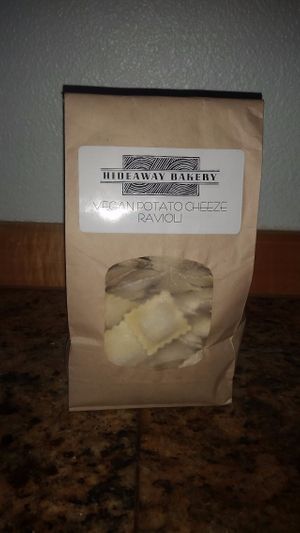 HIDEAWAY BAKERY
VEGAN POTATO CHEEZE
RAVIOLI